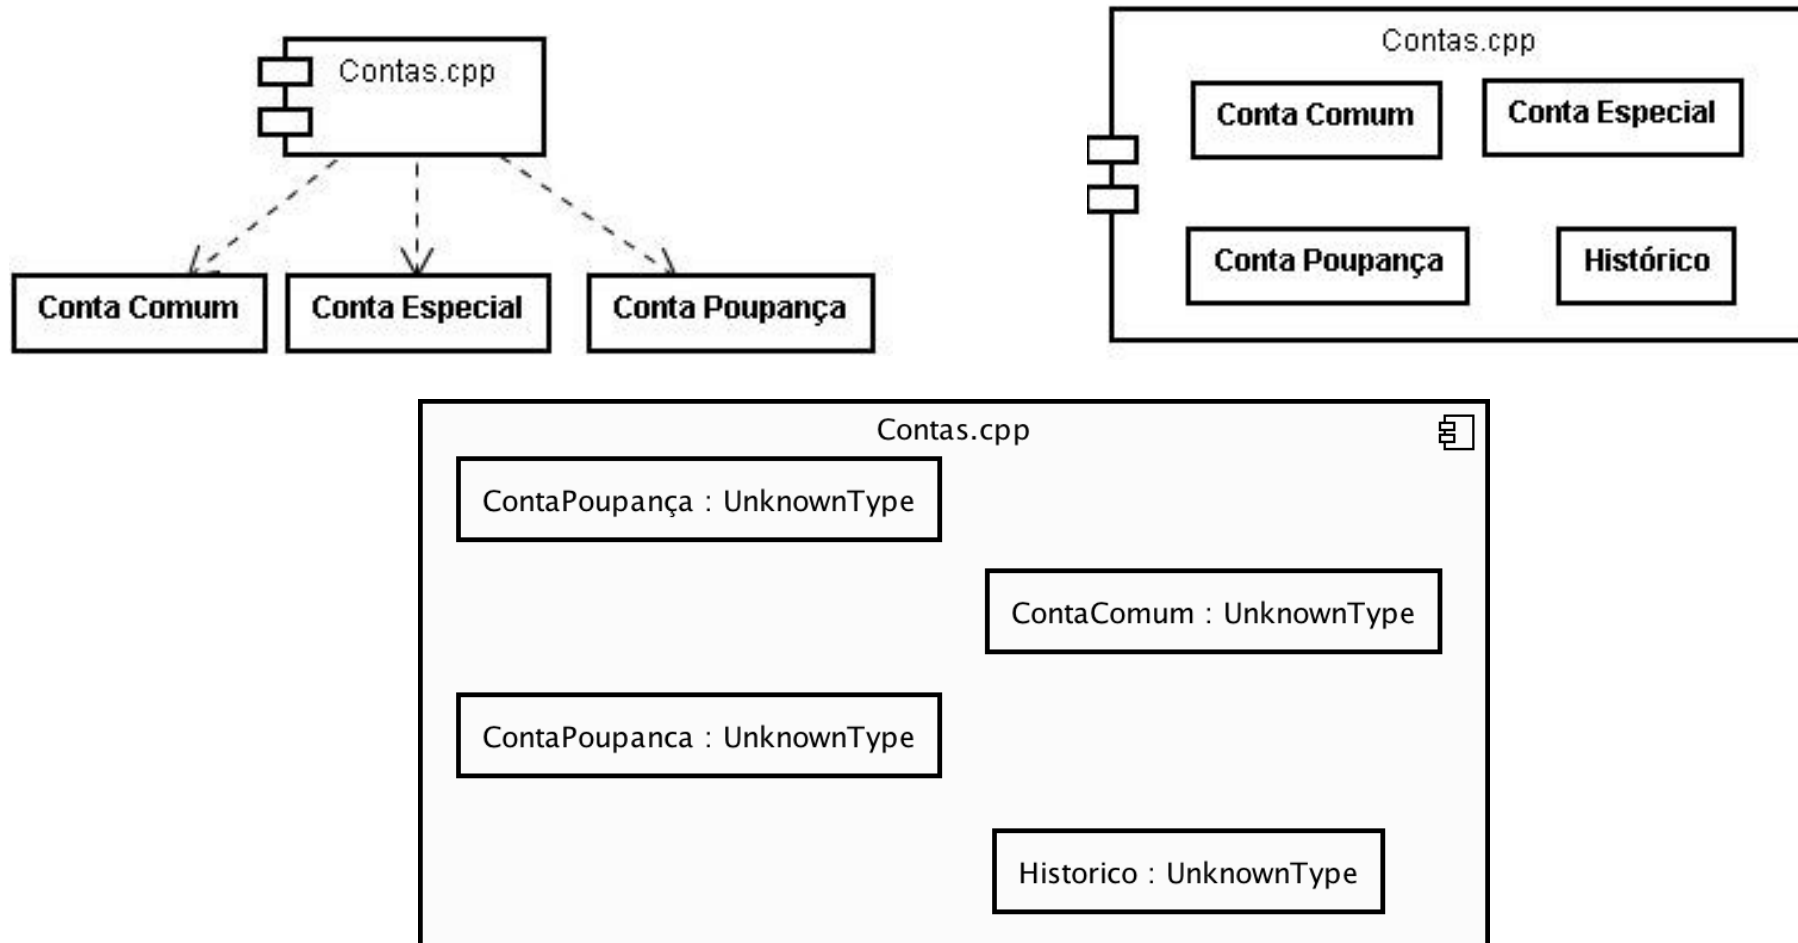 Contas.cpp
Conta Comum
Conta Especial
Conta Poupança
Contas.cpp
Conta Comum
Conta Especial
Conta Poupança
Histórico
Contas.cpp
ContaPoupança : UnknownType
ContaComum : UnknownType
ContaPoupanca : UnknownType
Historico : UnknownType